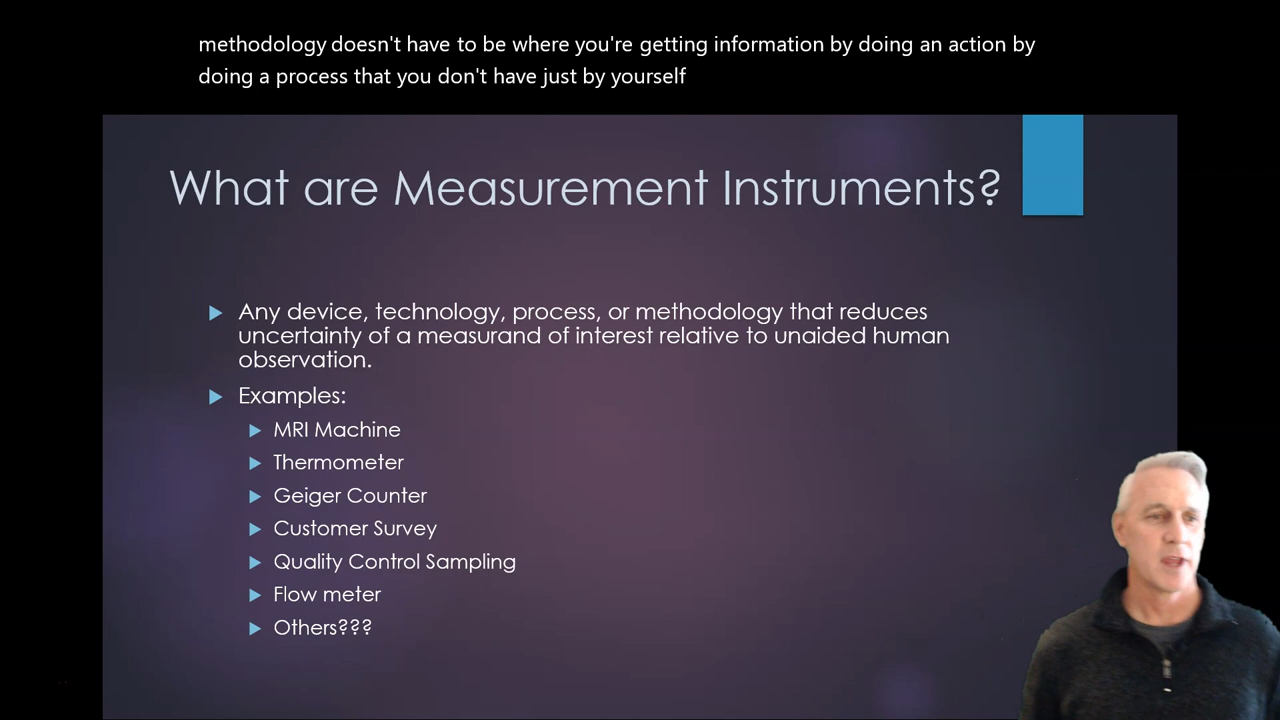 methodology doesn't have to be where you're getting information by doing an action by
doing a process that you don't have just by yourself
What are Measurement Instruments?
Any device, technology, process, or methodology that reduces
uncertainty of a measurand of interest relative to unaided human
observation.
Examples:
MRI Machine
Thermometer
Geiger Counter
Customer Survey
Quality Control Sampling
Flow meter
Others???